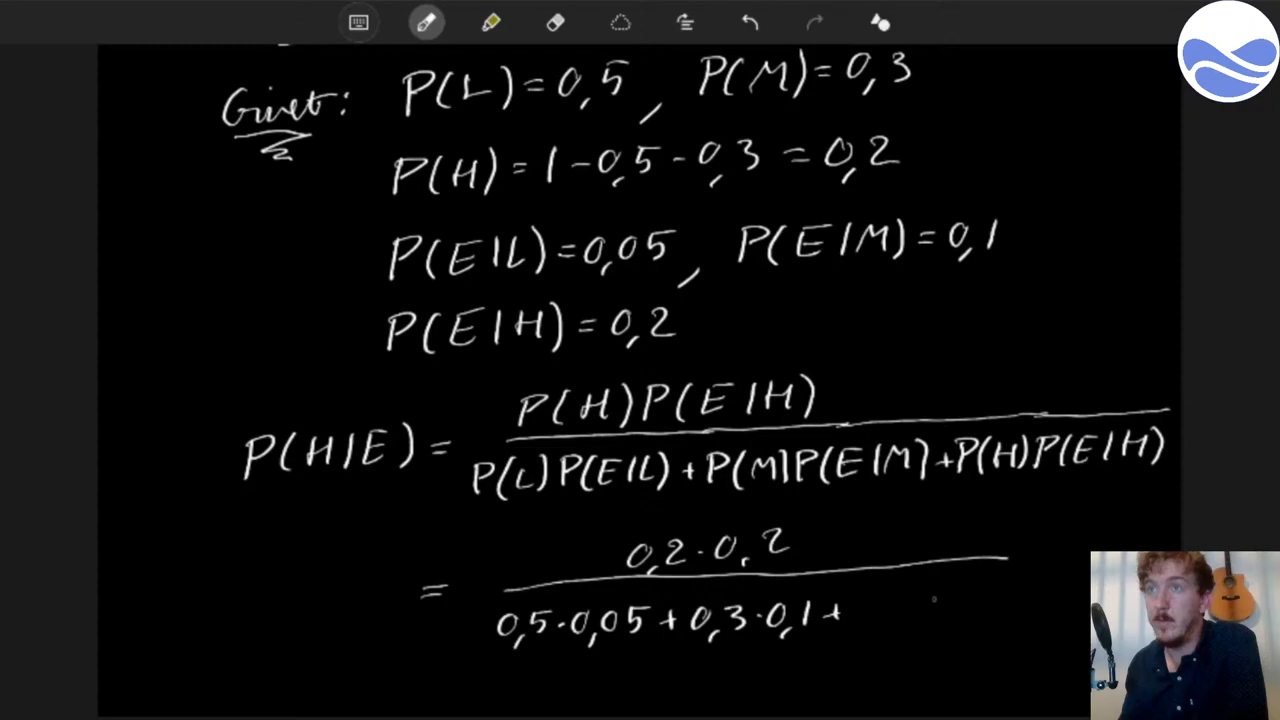 Givet: P(L)=0,5, P(M)=0,3
P(H)=1-0,5-0,3=0,2
P(E|L)=0,05, P(E|M)=0,1
P(E|H)=0,2
P(H)P(E|H)
P(H|E)=
P(L)P(E|L)+P(M)P(E|M)+P(H)P(E|H)
0,2·0,2
=
0,5·0,05+0,3·0,1+